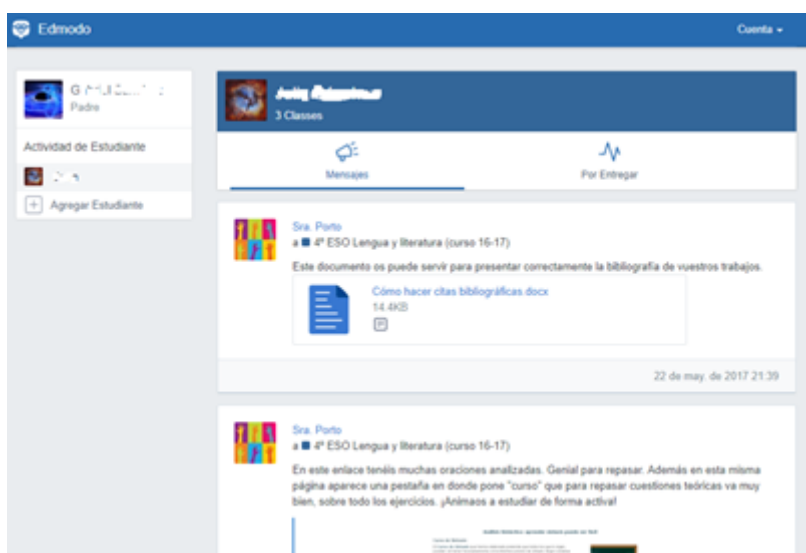 Edmodo
Cuenta
Padre
3 Classes
Actividad de Estudiante
Mensajes
Por Entregar
Agregar Estudiante
Sra. Porto
a 4º ESO Lengua y literatura (curso 16-17)
Este documento os puede servir para presentar correctamente la bibliografía de vuestros trabajos.
Cómo hacer citas bibliográficas.docx
14.4KB
22 de may. de 2017 21:39
Sra. Porto
a 4º ESO Lengua y literatura (curso 16-17)
En este enlace tenéis muchas oraciones analizadas. Genial para repasar. Además en esta misma
página aparece una pestaña en donde pone "curso" que para repasar cuestiones teóricas va muy
bien, sobre todo los ejercicios. ¡Animaos a estudiar de forma activa!